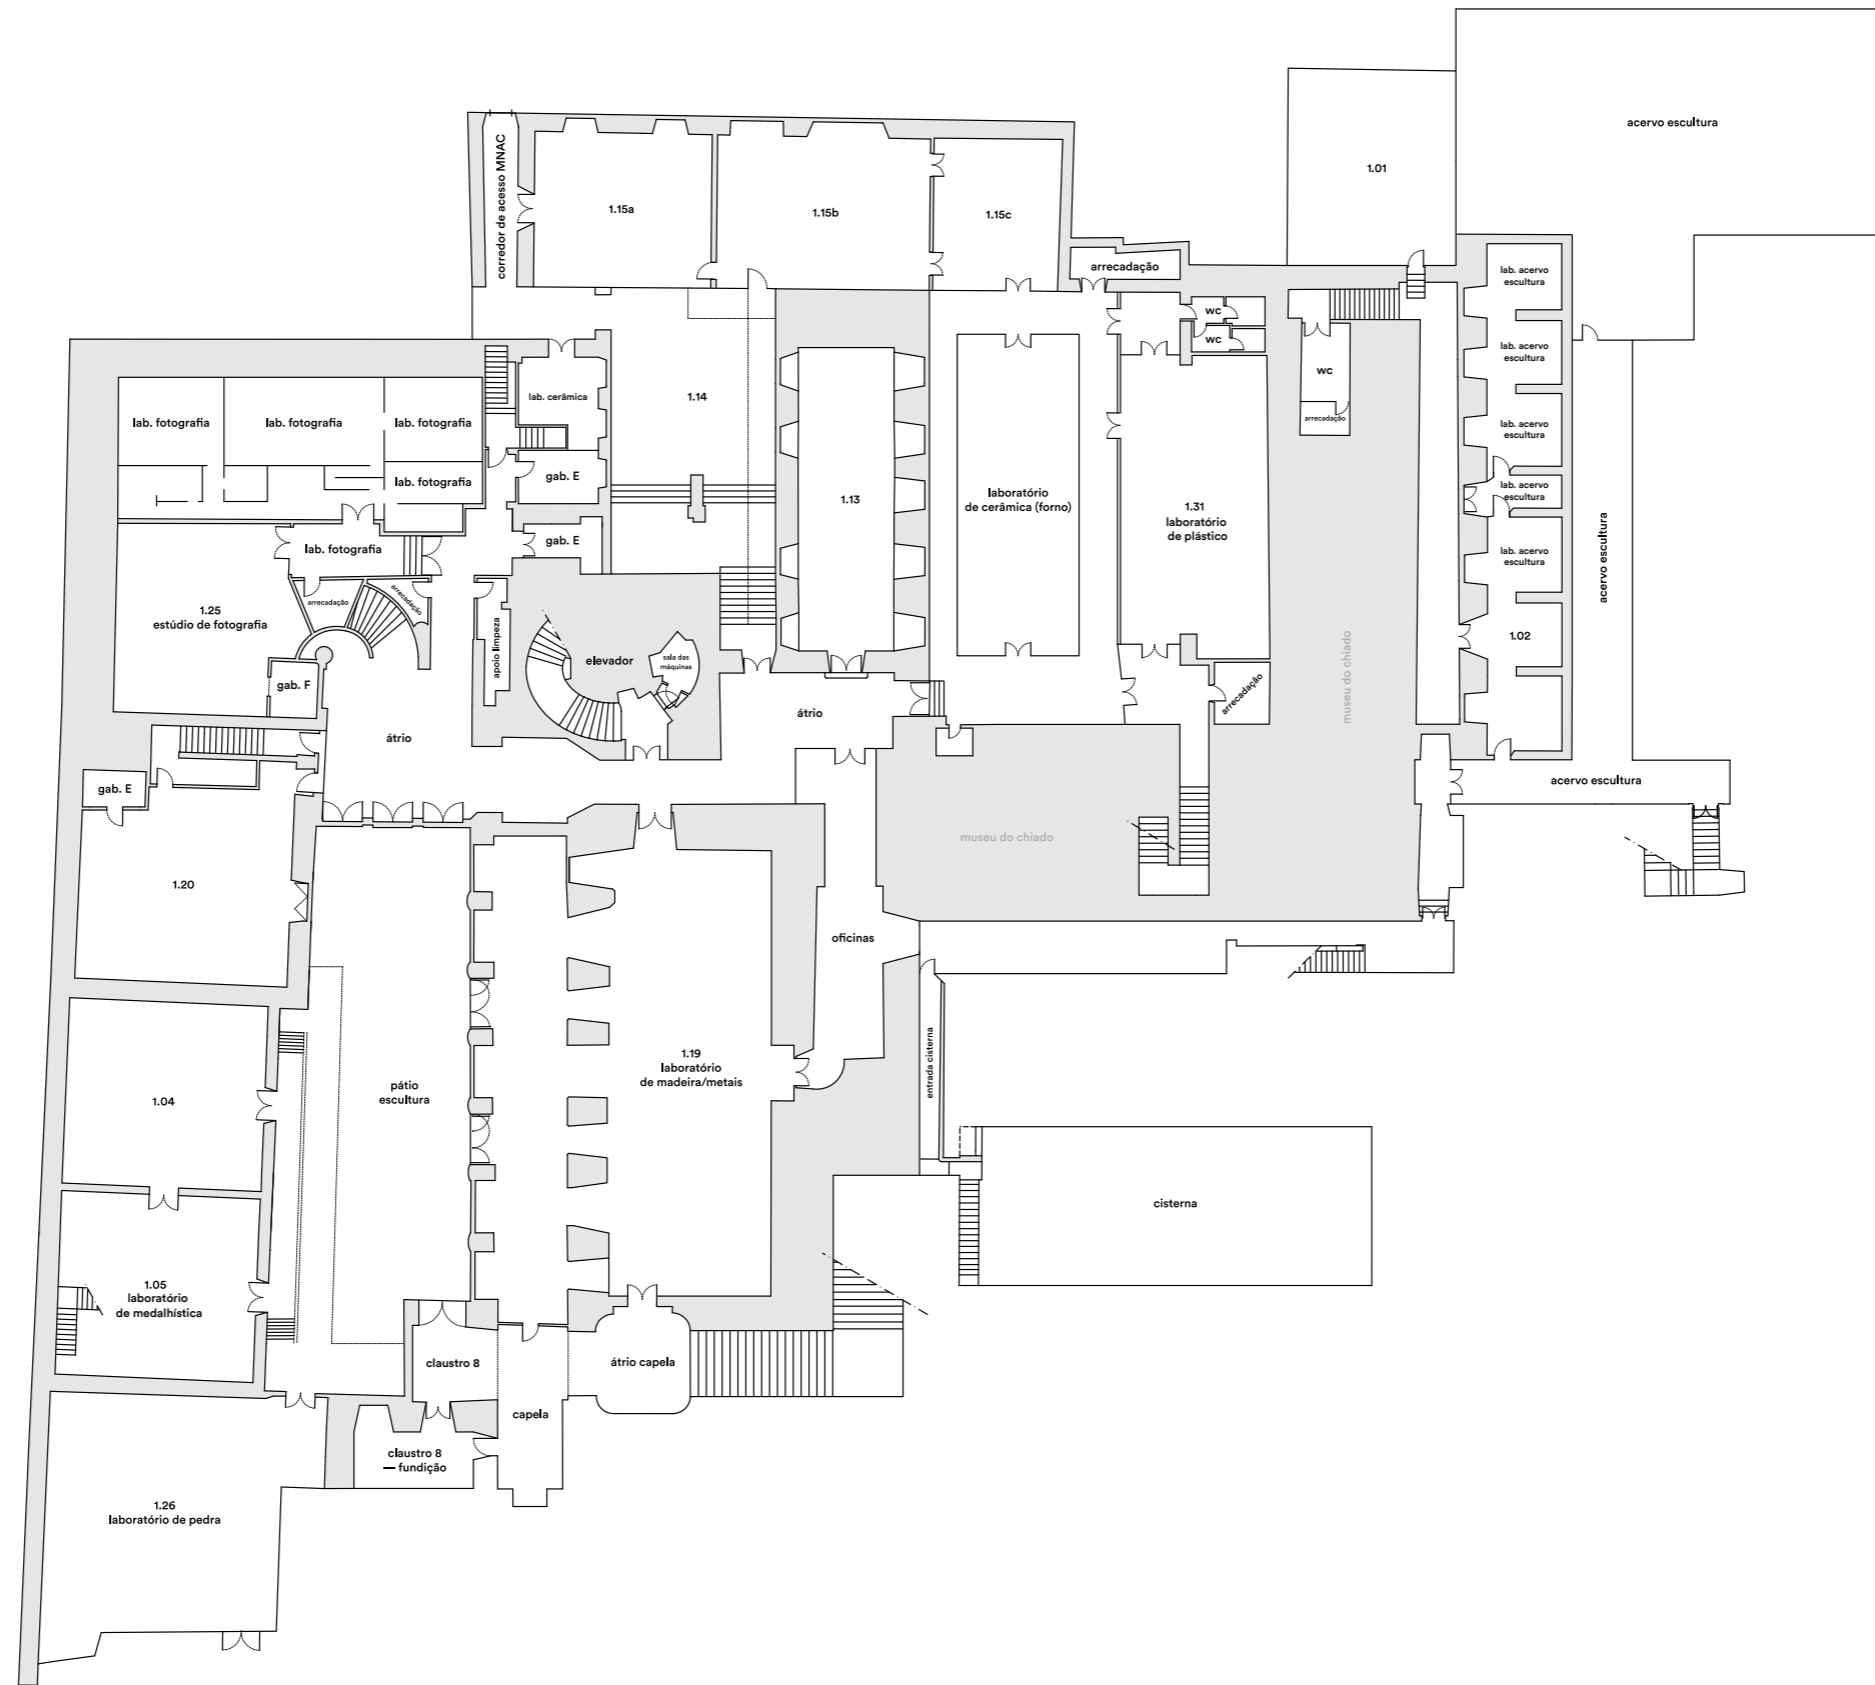 acervo escultura
1.01
corredor de acesso MNAC
1.15a
1.15b
1.15c
arrecadação
wc
wc
wc
arrecadação
lab. acervo
escultura
lab. acervo
escultura
lab. acervo
escultura
lab. acervo
escultura
lab. acervo
escultura
1.02
acervo escultura
acervo escultura
lab. fotografia
lab. fotografia
lab. fotografia
lab. fotografia
lab. fotografia
lab. cerâmica
gab. E
gab. E
1.14
1.13
laboratório
de cerâmica (forno)
1.31
laboratório
de plástico
museu do chiado
1.25
estúdio de fotografia
arrecadação
arrecadação
apoio limpeza
elevador
sala das
máquinas
gab. F
átrio
átrio
arrecadação
gab. E
museu do chiado
1.20
oficinas
entrada cisterna
1.19
laboratório
de madeira/metais
pátio
escultura
1.04
cisterna
1.05
laboratório
de medalhística
claustro 8
átrio capela
capela
claustro 8
— fundição
1.26
laboratório de pedra